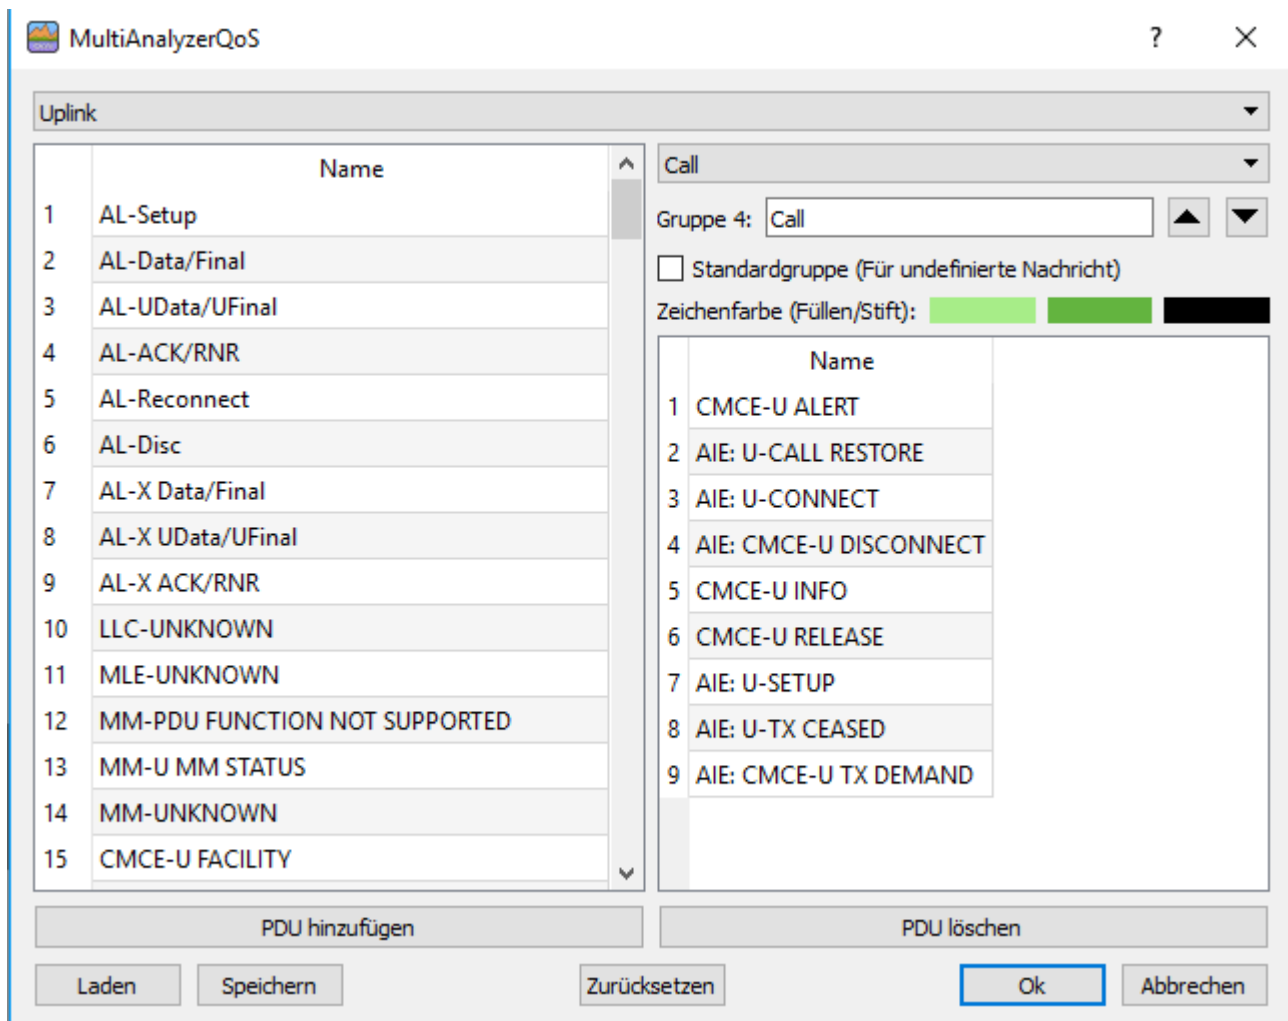 MultiAnalyzerQoS
?
Uplink
Name
1 AL-Setup
2 AL-Data/Final
3 AL-UData/UFinal
4 AL-ACK/RNR
5 AL-Reconnect
6 AL-Disc
7 AL-X Data/Final
8 AL-X UData/UFinal
9 AL-X ACK/RNR
10 LLC-UNKNOWN
11 MLE-UNKNOWN
12 MM-PDU FUNCTION NOT SUPPORTED
13 MM-U MM STATUS
14 MM-UNKNOWN
15 CMCE-U FACILITY
PDU hinzufügen
Call
Gruppe 4: Call
Standardgruppe (Für undefinierte Nachricht)
Zeichenfarbe (Füllen/Stift):
Name
1 CMCE-U ALERT
2 AIE: U-CALL RESTORE
3 AIE: U-CONNECT
4 AIE: CMCE-U DISCONNECT
5 CMCE-U INFO
6 CMCE-U RELEASE
7 AIE: U-SETUP
8 AIE: U-TX CEASED
9 AIE: CMCE-U TX DEMAND
PDU löschen
Laden Speichern Zurücksetzen Ok Abbrechen